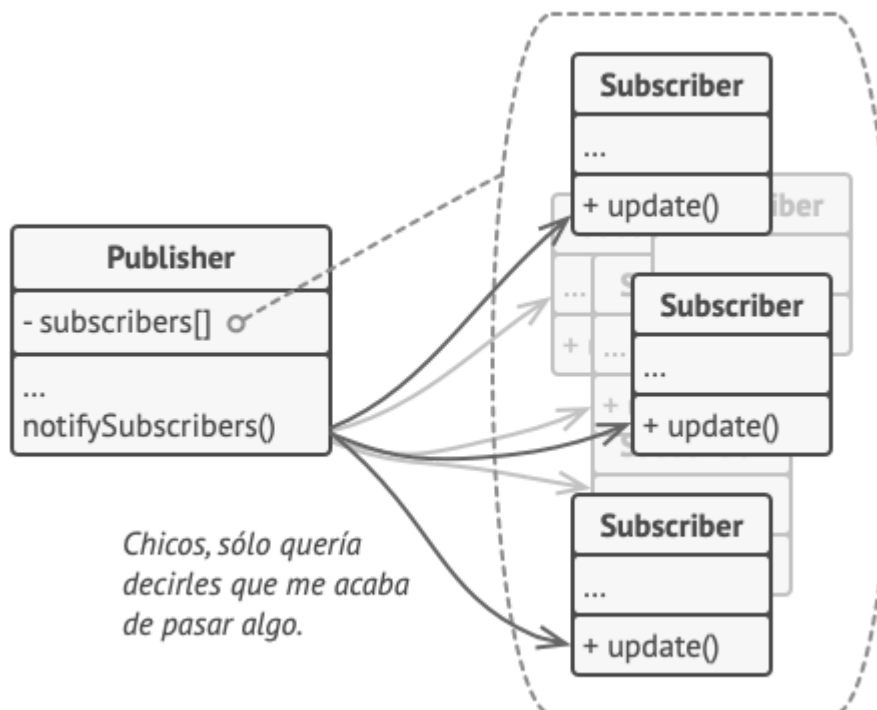 Publisher
- subscribers[]
...
notifySubscribers()
Chicos, sólo quería
decirles que me acaba
de pasar algo.
Subscriber
...
+ update()
Subscriber
...
+ update()
Subscriber
...
+ update()
...
+
...
+
S
S